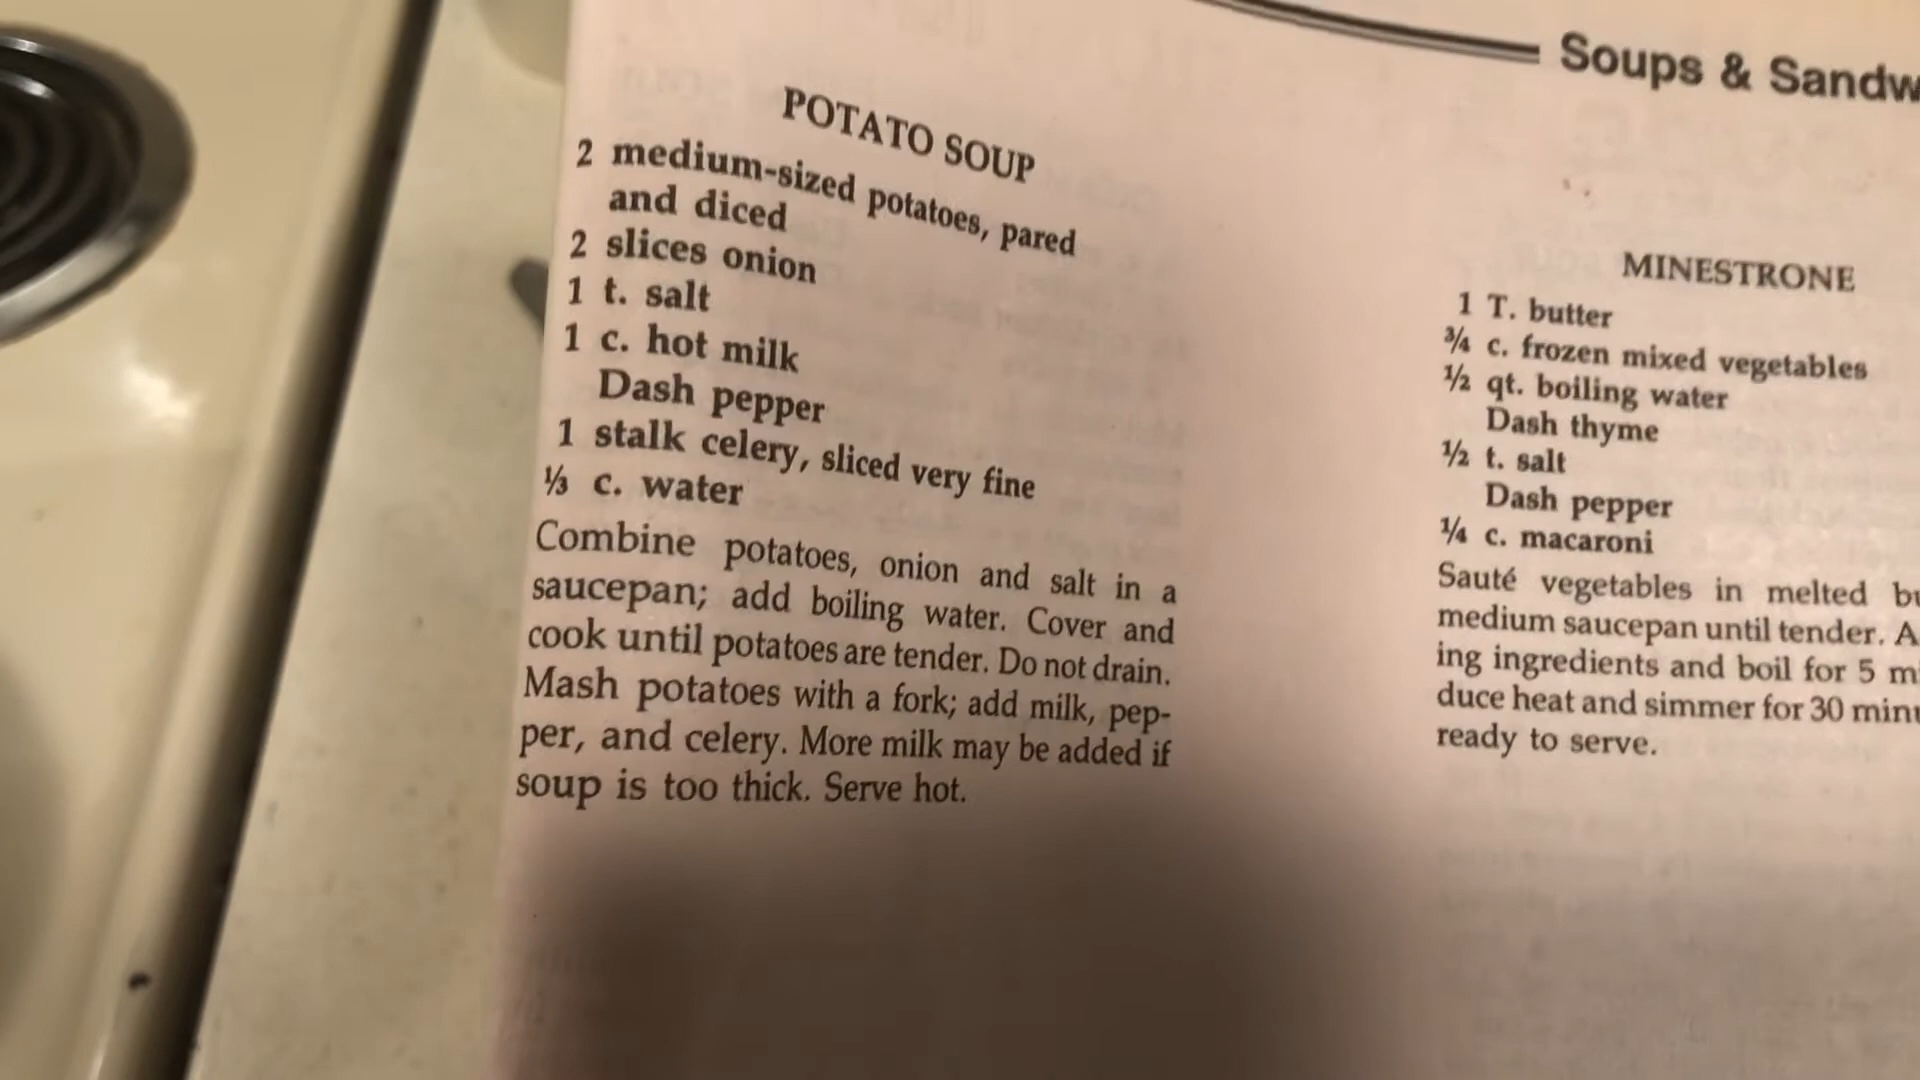 Soups & Sandw
POTATO SOUP
2 medium-sized potatoes, pared
and diced
2 slices onion
1 t. salt
1 c. hot milk
Dash pepper
1 stalk celery, sliced very fine
⅓ c. water
Combine potatoes, onion and salt in a
saucepan; add boiling water. Cover and
cook until potatoes are tender. Do not drain.
Mash potatoes with a fork; add milk, pep-
per, and celery. More milk may be added if
soup is too thick. Serve hot.
MINESTRONE
1 T. butter
¾ c. frozen mixed vegetables
½ qt. boiling water
Dash thyme
½ t. salt
Dash pepper
¼ c. macaroni
Sauté vegetables in melted bu
medium saucepan until tender. A
ing ingredients and boil for 5 m
duce heat and simmer for 30 minu
ready to serve.